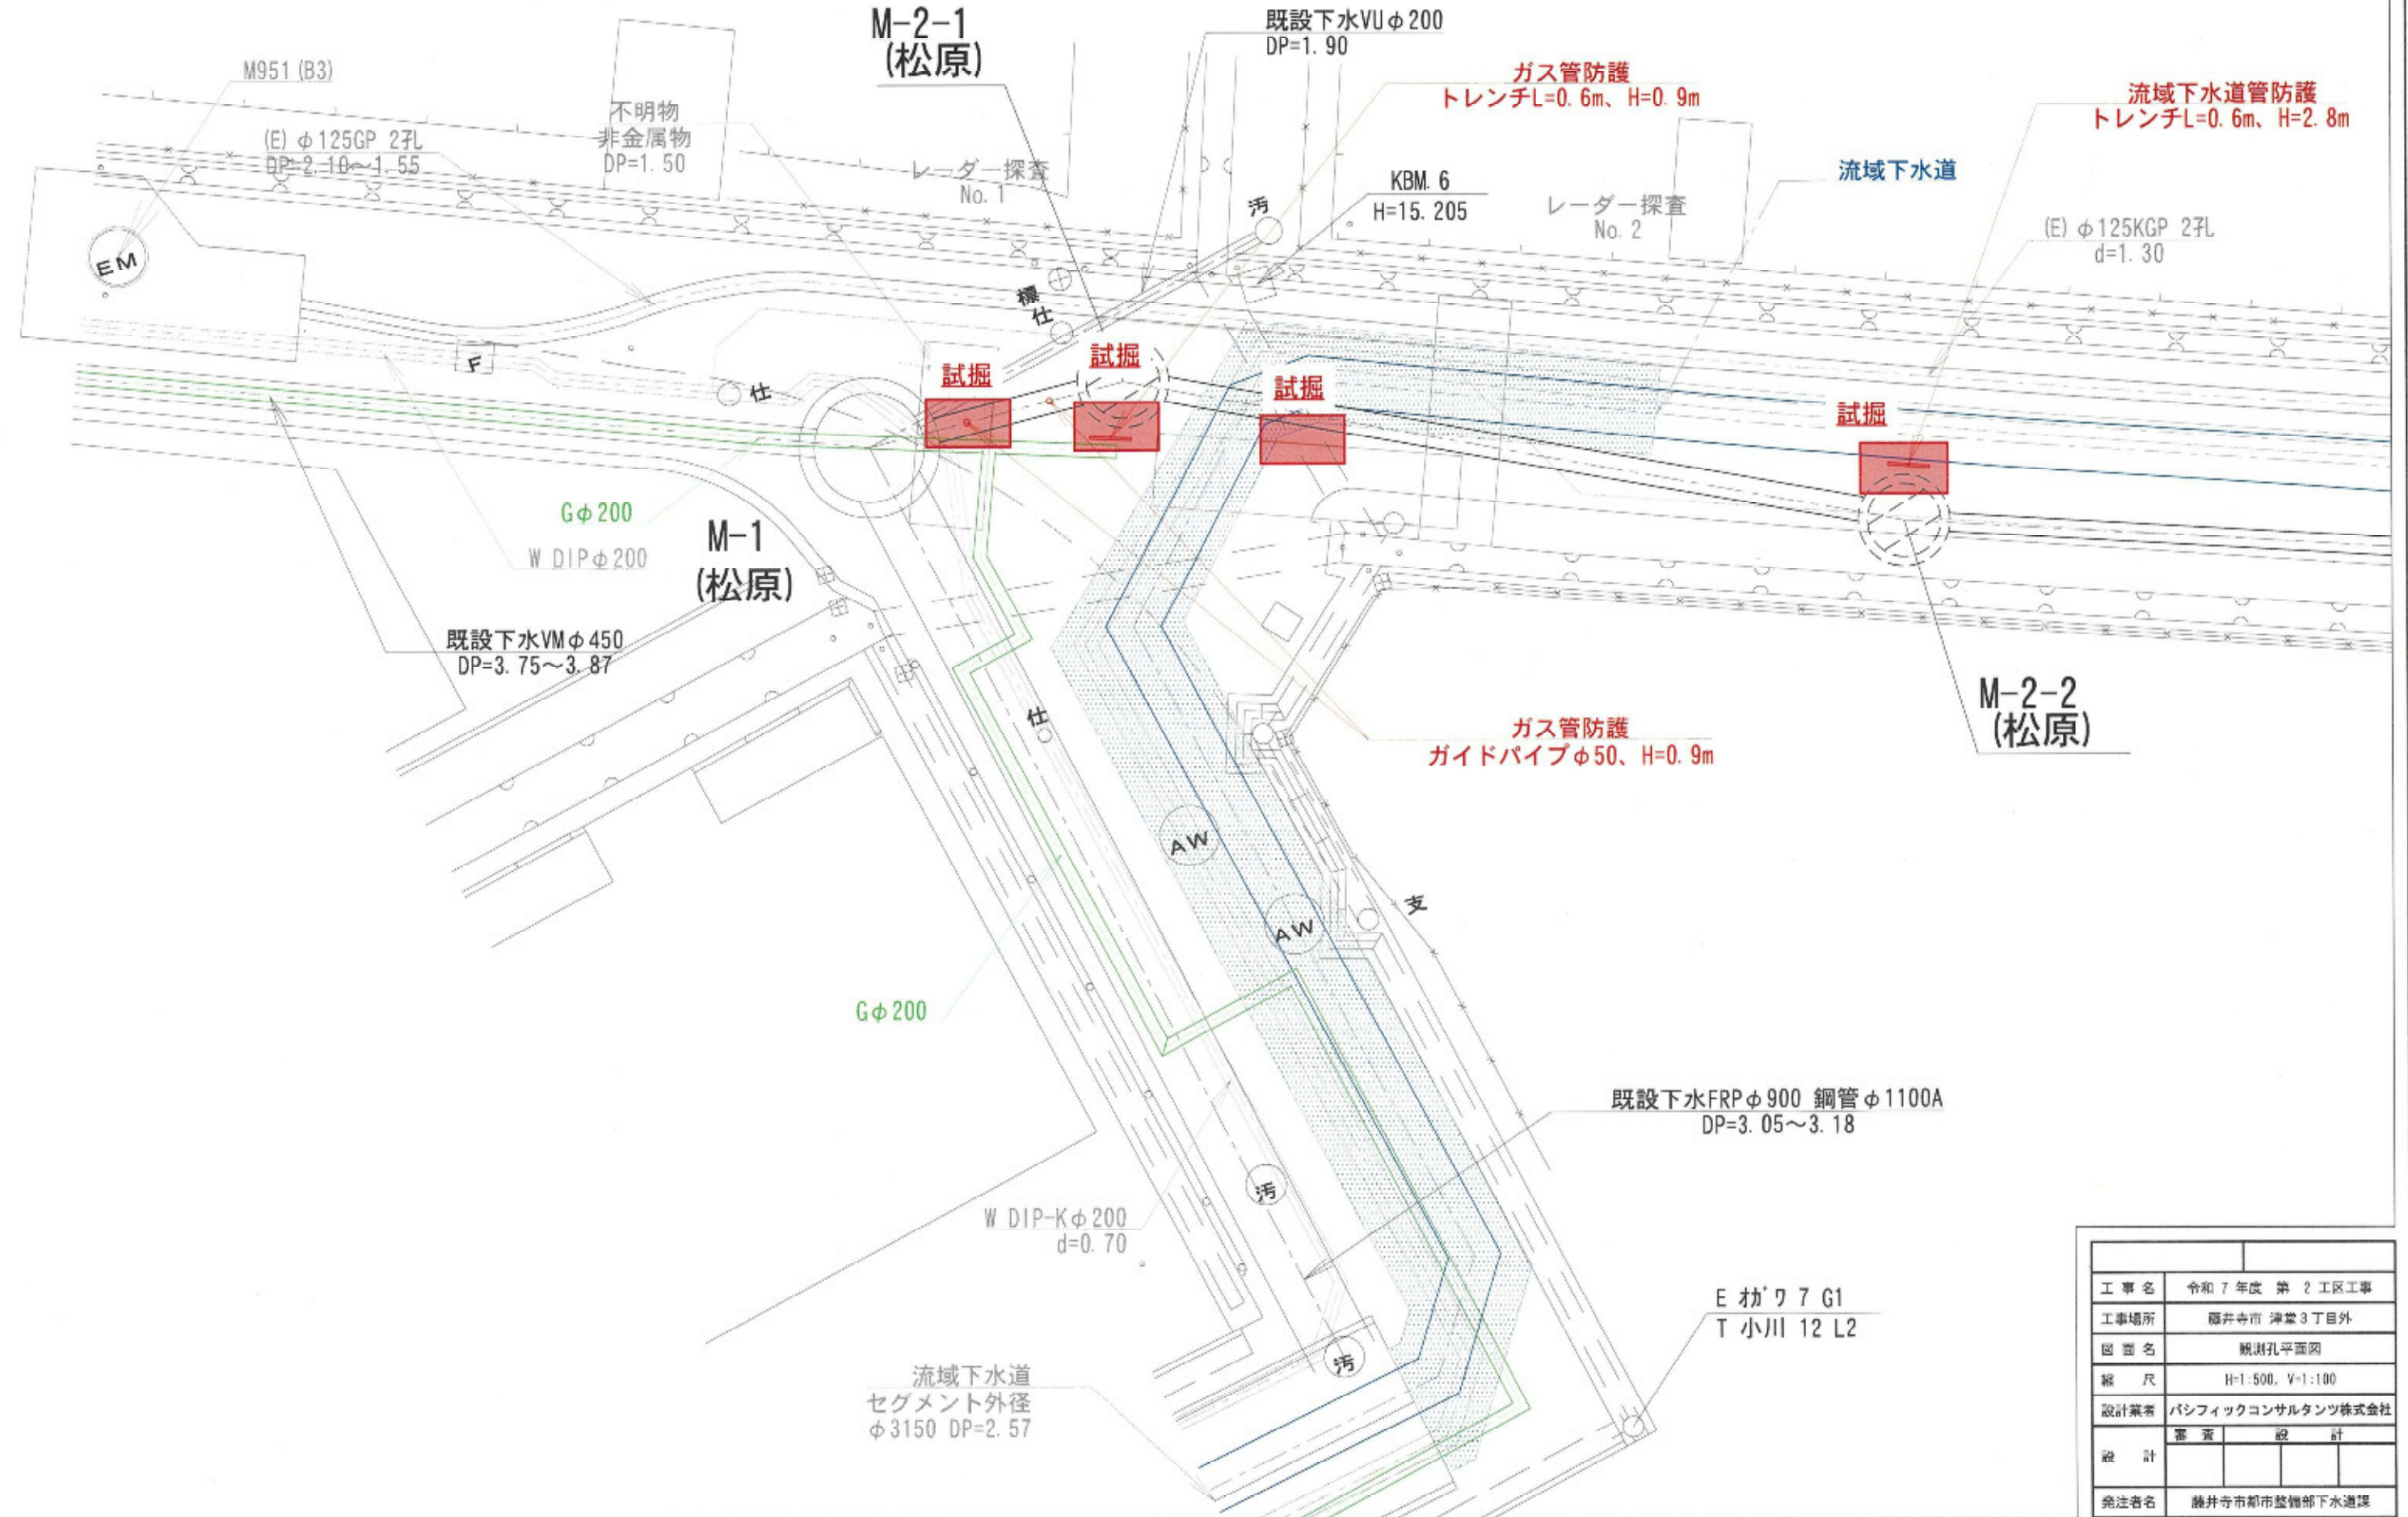 M-2-1
(松原)
既設下水VUφ200
DP=1.90
ガス管防護
トレンチL=0.6m、H=0.9m
流域下水道管防護
トレンチL=0.6m、H=2.8m
M951(B3)
(E)φ125GP 2孔
DP=2.10~1.55
不明物
非金属物
DP=1.50
レーダー探査
No.1
KBM.6
H=15.205
レーダー探査
No.2
流域下水道
(E)φ125KGP 2孔
d=1.30
汚
EM
標
仕
F
仕
試掘
試掘
試掘
試掘
Gφ200
W DIPφ200
M-1
(松原)
既設下水VMφ450
DP=3.75~3.87
仕
M-2-2
(松原)
ガス管防護
ガイドパイプφ50、H=0.9m
AW
AW
支
Gφ200
既設下水FRPφ900 鋼管φ1100A
DP=3.05~3.18
汚
W DIP-Kφ200
d=0.70
E オガワ 7 G1
T 小川 12 L2
汚
流域下水道
セグメント外径
φ3150 DP=2.57
工事名 令和7年度 第2工区工事
工事場所 藤井寺市 津堂3丁目外
図面名 観測孔平面図
縮尺 H=1:500, V=1:100
設計業者 パシフィックコンサルタンツ株式会社
審査 設計
設計
発注者名 藤井寺市都市整備部下水道課